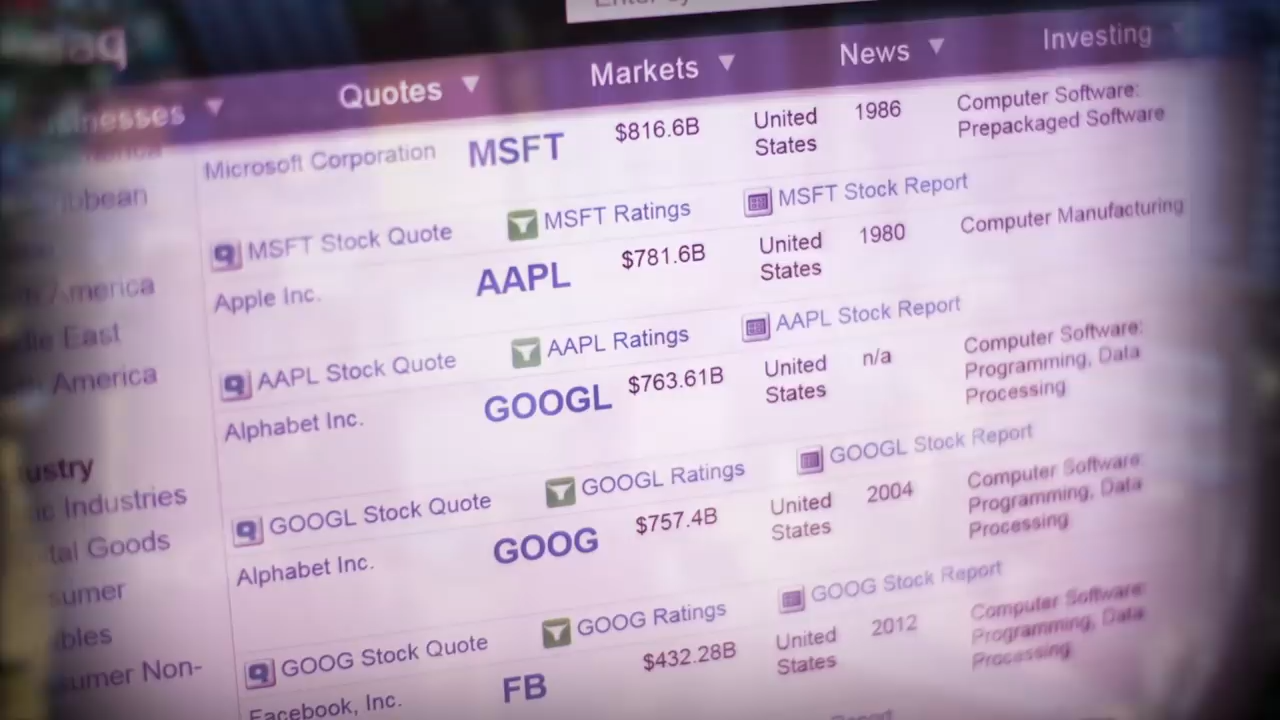 Quotes ▼ Markets ▼ News ▼ Investing
Microsoft Corporation MSFT $816.6B United States 1986 Computer Software: Prepackaged Software
MSFT Stock Quote MSFT Ratings MSFT Stock Report
Apple Inc. AAPL $781.6B United States 1980 Computer Manufacturing
AAPL Stock Quote AAPL Ratings AAPL Stock Report
Alphabet Inc. GOOGL $763.61B United States n/a Computer Software: Programming, Data Processing
GOOGL Stock Quote GOOGL Ratings GOOGL Stock Report
Alphabet Inc. GOOG $757.4B United States 2004 Computer Software: Programming, Data Processing
GOOG Stock Quote GOOG Ratings GOOG Stock Report
Facebook, Inc. FB $432.28B United States 2012 Computer Software: Programming, Data Processing
America
East
America
Industries
Goods